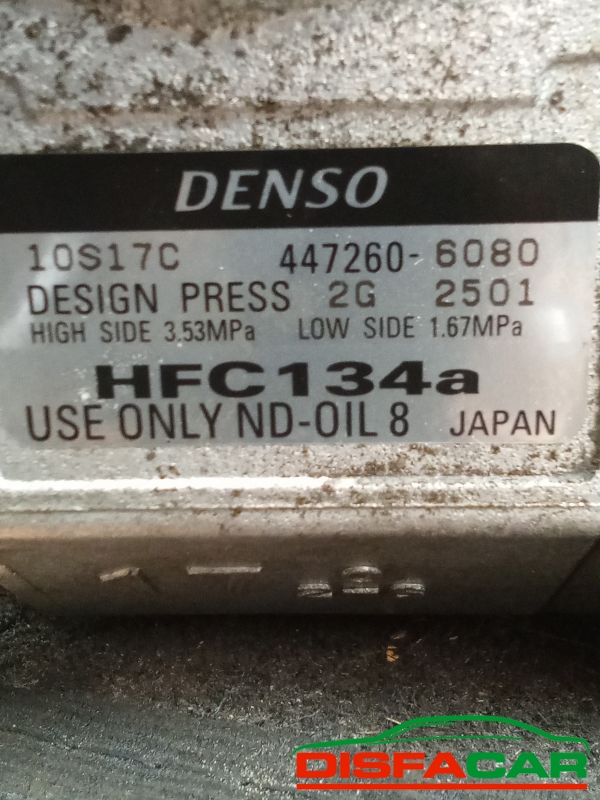 DENSO
10S17C 447260-6080
DESIGN PRESS 2G 2501
HIGH SIDE 3.53MPa LOW SIDE 1.67MPa
HFC134a
USE ONLY ND-OIL 8 JAPAN
DISFACAR